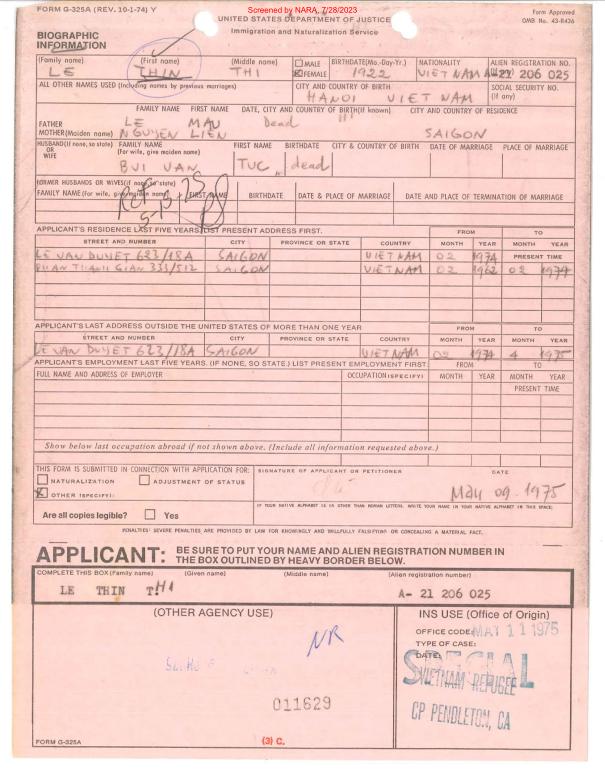 Screened by NARA, 7/28/2023
FORM G-325A (REV. 10-1-74) Y
Form Approved
OMB No. 43-R436
UNITED STATES DEPARTMENT OF JUSTICE
Immigration and Naturalization Service
BIOGRAPHIC
INFORMATION
(Family name) (First name) (Middle name) MALE FEMALE BIRTHDATE (Mo.-Day-Yr.) NATIONALITY ALIEN REGISTRATION NO.
LE THIN THI 1922 VIET NAM 21 206 025
ALL OTHER NAMES USED (Including names by previous marriages) CITY AND COUNTRY OF BIRTH SOCIAL SECURITY NO. (If any)
HANOI VIET NAM
FAMILY NAME FIRST NAME DATE, CITY AND COUNTRY OF BIRTH (If known) CITY AND COUNTRY OF RESIDENCE
FATHER LE MAU Dead
MOTHER (Maiden name) NGUYEN LIEN SAIGON
HUSBAND (If none, so state) OR WIFE FAMILY NAME (For wife, give maiden name) FIRST NAME BIRTHDATE CITY & COUNTRY OF BIRTH DATE OF MARRIAGE PLACE OF MARRIAGE
BUI VAN TUC dead
FORMER HUSBANDS OR WIVES (If none, so state)
FAMILY NAME (For wife, give maiden name) FIRST NAME BIRTHDATE DATE & PLACE OF MARRIAGE DATE AND PLACE OF TERMINATION OF MARRIAGE
APPLICANT'S RESIDENCE LAST FIVE YEARS, LIST PRESENT ADDRESS FIRST. FROM TO
STREET AND NUMBER CITY PROVINCE OR STATE COUNTRY MONTH YEAR MONTH YEAR
LE VAN DUYET 623/18A SAIGON VIET NAM 02 1974 PRESENT TIME
PHAN THANH GIAN 333/512 SAIGON VIET NAM 02 1962 02 1974
APPLICANT'S LAST ADDRESS OUTSIDE THE UNITED STATES OF MORE THAN ONE YEAR FROM TO
STREET AND NUMBER CITY PROVINCE OR STATE COUNTRY MONTH YEAR MONTH YEAR
LE VAN DUYET 623/18A SAIGON VIET NAM 02 1974 4 1975
APPLICANT'S EMPLOYMENT LAST FIVE YEARS. (IF NONE, SO STATE.) LIST PRESENT EMPLOYMENT FIRST. FROM TO
FULL NAME AND ADDRESS OF EMPLOYER OCCUPATION (SPECIFY) MONTH YEAR MONTH YEAR
PRESENT TIME
Show below last occupation abroad if not shown above. (Include all information requested above.)
THIS FORM IS SUBMITTED IN CONNECTION WITH APPLICATION FOR: SIGNATURE OF APPLICANT OR PETITIONER DATE
NATURALIZATION ADJUSTMENT OF STATUS
OTHER (SPECIFY): May 09. 1975
IF YOUR NATIVE ALPHABET IS IN OTHER THAN ROMAN LETTERS, WRITE YOUR NAME IN YOUR NATIVE ALPHABET IN THIS SPACE:
Are all copies legible? Yes
PENALTIES: SEVERE PENALTIES ARE PROVIDED BY LAW FOR KNOWINGLY AND WILLFULLY FALSIFYING OR CONCEALING A MATERIAL FACT.
APPLICANT: BE SURE TO PUT YOUR NAME AND ALIEN REGISTRATION NUMBER IN
THE BOX OUTLINED BY HEAVY BORDER BELOW.
COMPLETE THIS BOX (Family name) (Given name) (Middle name) (Alien registration number)
LE THIN THI A- 21 206 025
(OTHER AGENCY USE) INS USE (Office of Origin)
OFFICE CODE: MAY 11 1975
NR
TYPE OF CASE:
DATE:
SPECIAL
VIETNAM REFUGEE
011629
CP PENDLETON, CA
FORM G-325A (3) C.